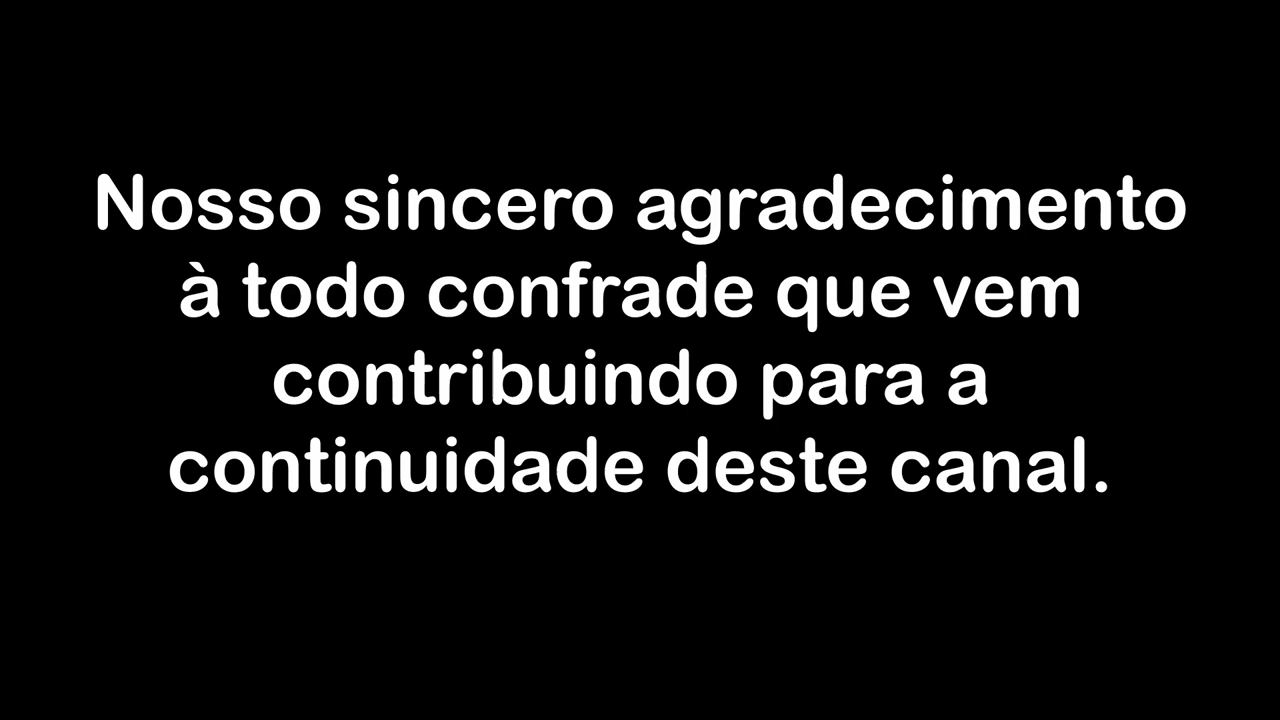 Nosso sincero agradecimento
à todo confrade que vem
contribuindo para a
continuidade deste canal.